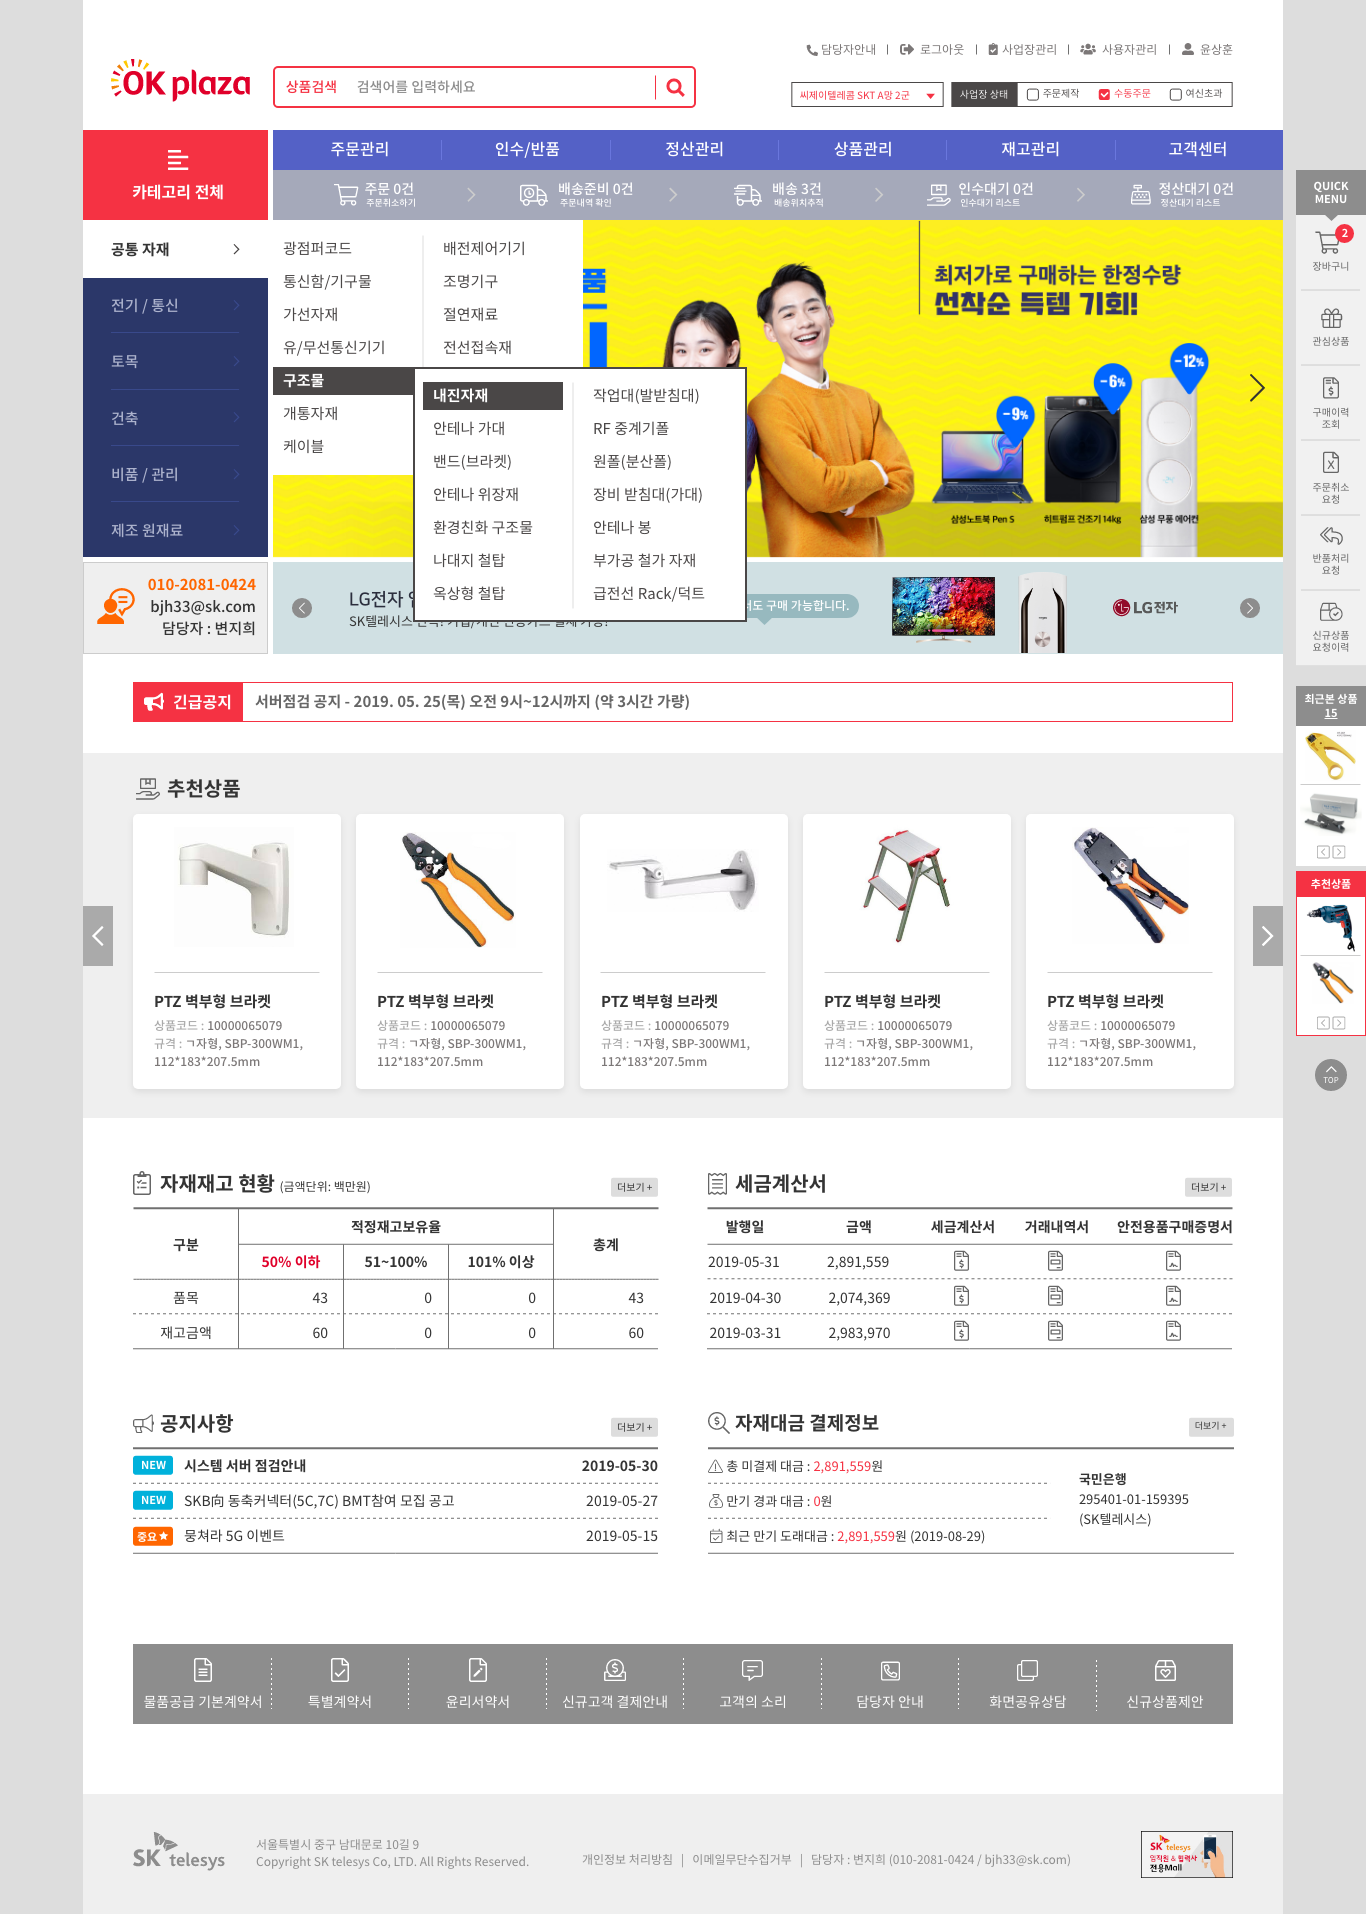 담당자안내 | 로그아웃 | 사업장관리 | 사용자관리 | 윤상훈
OK plaza
상품검색 검색어를 입력하세요
씨제이텔레콤 SKT A망 2군
사업장 상태 주문제작 수동주문 여신초과
카테고리 전체
주문관리 인수/반품 정산관리 상품관리 재고관리 고객센터
주문 0건 배송준비 0건 배송 3건 인수대기 0건 정산대기 0건
주문취소하기 주문내역 확인 배송위치추적 인수대기 리스트 정산대기 리스트
공통 자재
전기 / 통신
토목
건축
비품 / 관리
제조 원재료
광점퍼코드
통신함/기구물
가선자재
유/무선통신기기
구조물
개통자재
케이블
배전제어기기
조명기구
절연재료
전선접속재
내진자재
안테나 가대
밴드(브라켓)
안테나 위장재
환경친화 구조물
나대지 철탑
옥상형 철탑
작업대(발받침대)
RF 중계기폴
원폴(분산폴)
장비 받침대(가대)
안테나 봉
부가공 철가 자재
급전선 Rack/덕트
최저가로 구매하는 한정수량
선착순 득템 기회!
-9%
-6%
-12%
삼성노트북 Pen S 히트펌프 건조기 14kg 삼성 무풍 에어컨
010-2081-0424
bjh33@sk.com
담당자 : 변지희
LG전자
SK텔레시스
도 구매 가능합니다.
LG전자
긴급공지 서버점검 공지 - 2019. 05. 25(목) 오전 9시~12시까지 (약 3시간 가량)
추천상품
PTZ 벽부형 브라켓
상품코드 : 10000065079
규격 : ㄱ자형, SBP-300WM1,
112*183*207.5mm
PTZ 벽부형 브라켓
상품코드 : 10000065079
규격 : ㄱ자형, SBP-300WM1,
112*183*207.5mm
PTZ 벽부형 브라켓
상품코드 : 10000065079
규격 : ㄱ자형, SBP-300WM1,
112*183*207.5mm
PTZ 벽부형 브라켓
상품코드 : 10000065079
규격 : ㄱ자형, SBP-300WM1,
112*183*207.5mm
PTZ 벽부형 브라켓
상품코드 : 10000065079
규격 : ㄱ자형, SBP-300WM1,
112*183*207.5mm
자재재고 현황 (금액단위: 백만원) 더보기 +
구분 적정재고보유율 총계
50% 이하 51~100% 101% 이상
품목 43 0 0 43
재고금액 60 0 0 60
세금계산서 더보기 +
발행일 금액 세금계산서 거래내역서 안전용품구매증명서
2019-05-31 2,891,559
2019-04-30 2,074,369
2019-03-31 2,983,970
공지사항 더보기 +
NEW 시스템 서버 점검안내 2019-05-30
NEW SKB向 동축커넥터(5C,7C) BMT참여 모집 공고 2019-05-27
중요★ 뭉쳐라 5G 이벤트 2019-05-15
자재대금 결제정보 더보기 +
총 미결제 대금 : 2,891,559원
만기 경과 대금 : 0원
최근 만기 도래대금 : 2,891,559원 (2019-08-29)
국민은행
295401-01-159395
(SK텔레시스)
물품공급 기본계약서 특별계약서 윤리서약서 신규고객 결제안내 고객의 소리 담당자 안내 화면공유상담 신규상품제안
SK telesys
서울특별시 중구 남대문로 10길 9
Copyright SK telesys Co, LTD. All Rights Reserved.
개인정보 처리방침 | 이메일무단수집거부 | 담당자 : 변지희 (010-2081-0424 / bjh33@sk.com)
SK telesys
임직원 & 협력사
전용Mall
QUICK
MENU
2
장바구니
관심상품
구매이력
조회
주문취소
요청
반품처리
요청
신규상품
요청이력
최근본 상품
15
추천상품
TOP